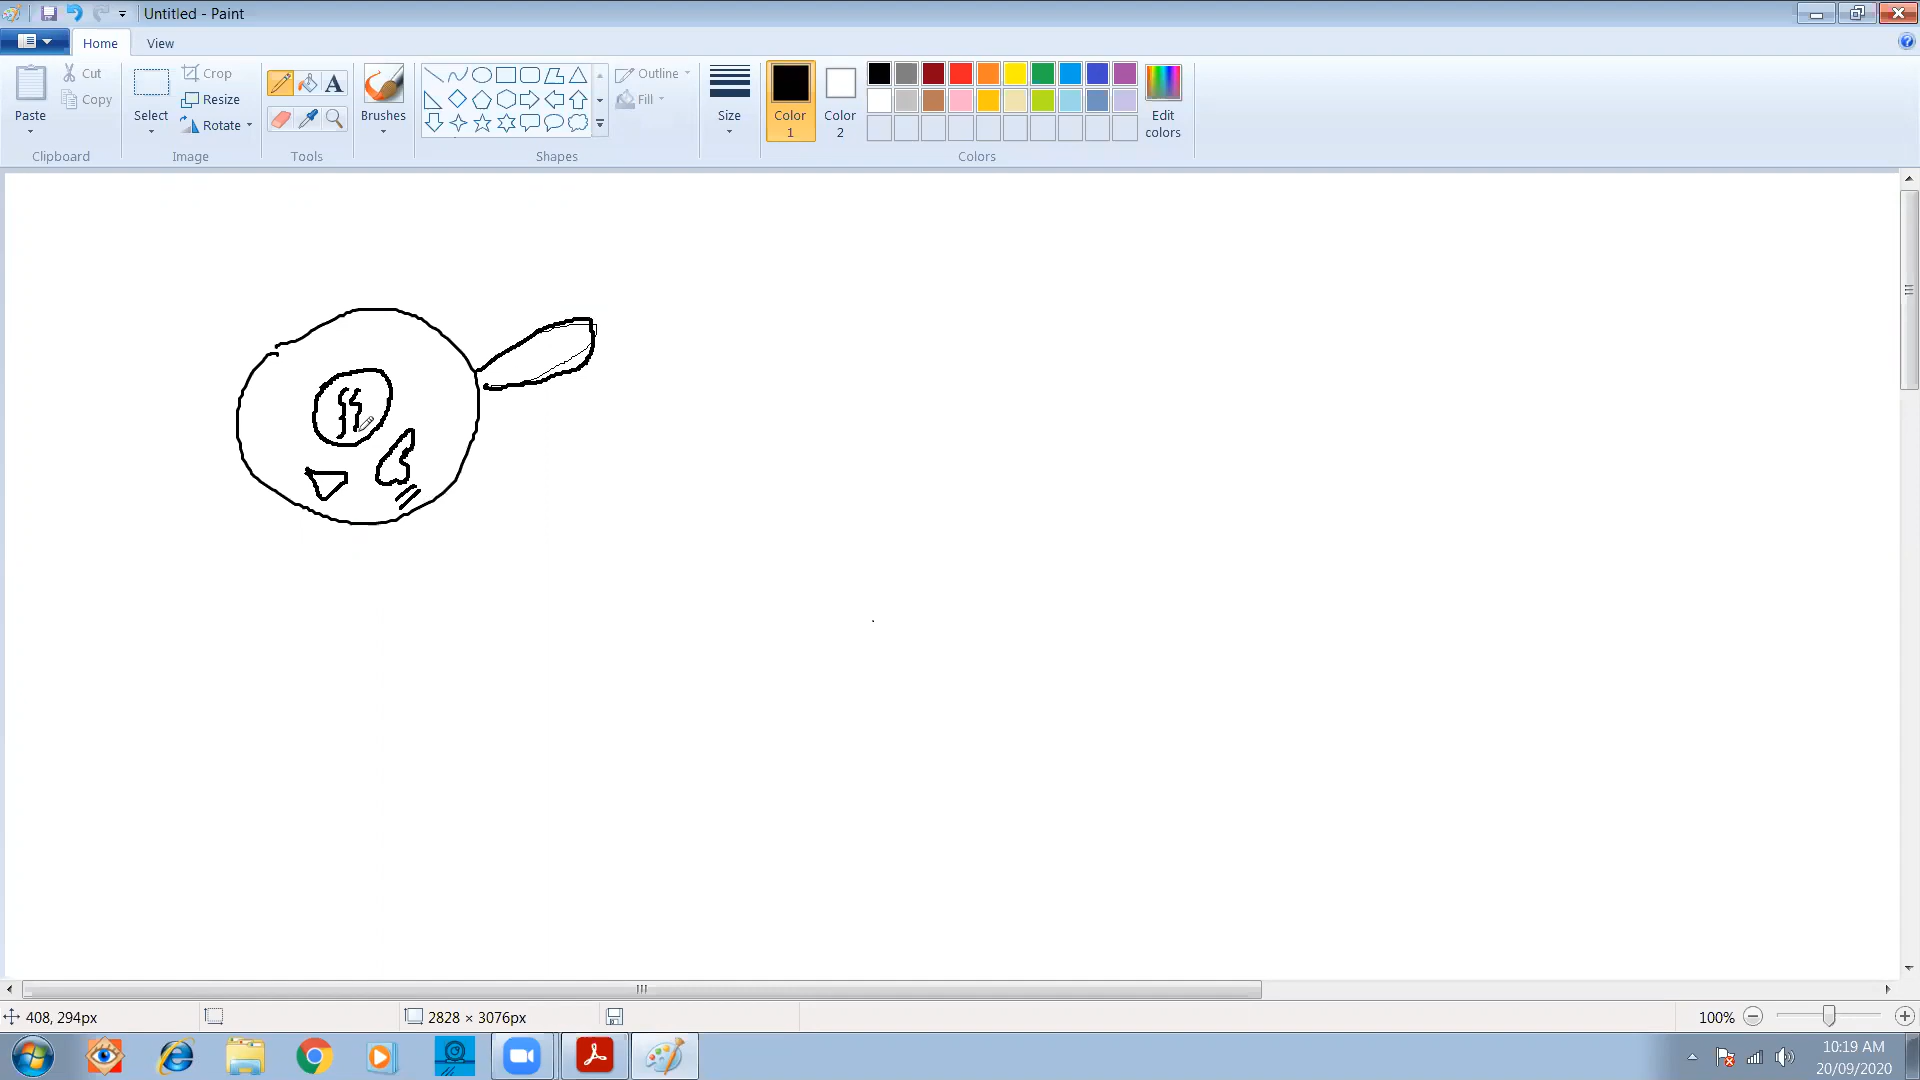 Untitled - Paint
Home View
Paste
Cut
Copy
Clipboard
Select
Crop
Resize
Rotate
Image
Tools
Brushes
Shapes
Outline
Fill
Size
Color 1
Color 2
Edit colors
Colors
408, 294px
2828 × 3076px
100%
10:19 AM
20/09/2020